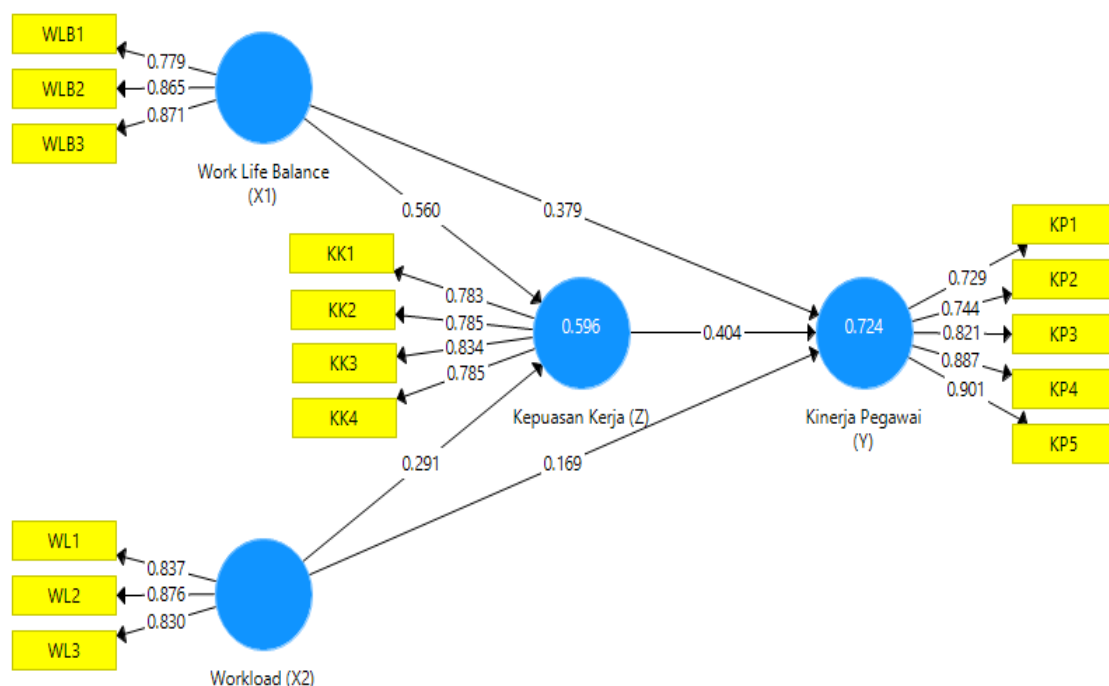 WLB1
0.779
WLB2
0.865
WLB3
0.871
Work Life Balance
(X1)
0.560
0.379
KK1
0.783
KK2
0.785
KK3
0.834
KK4
0.785
0.596
Kepuasan Kerja (Z)
0.404
0.724
Kinerja Pegawai
(Y)
KP1
0.729
KP2
0.744
KP3
0.821
KP4
0.887
KP5
0.901
0.291
0.169
WL1
0.837
WL2
0.876
WL3
0.830
Workload (X2)